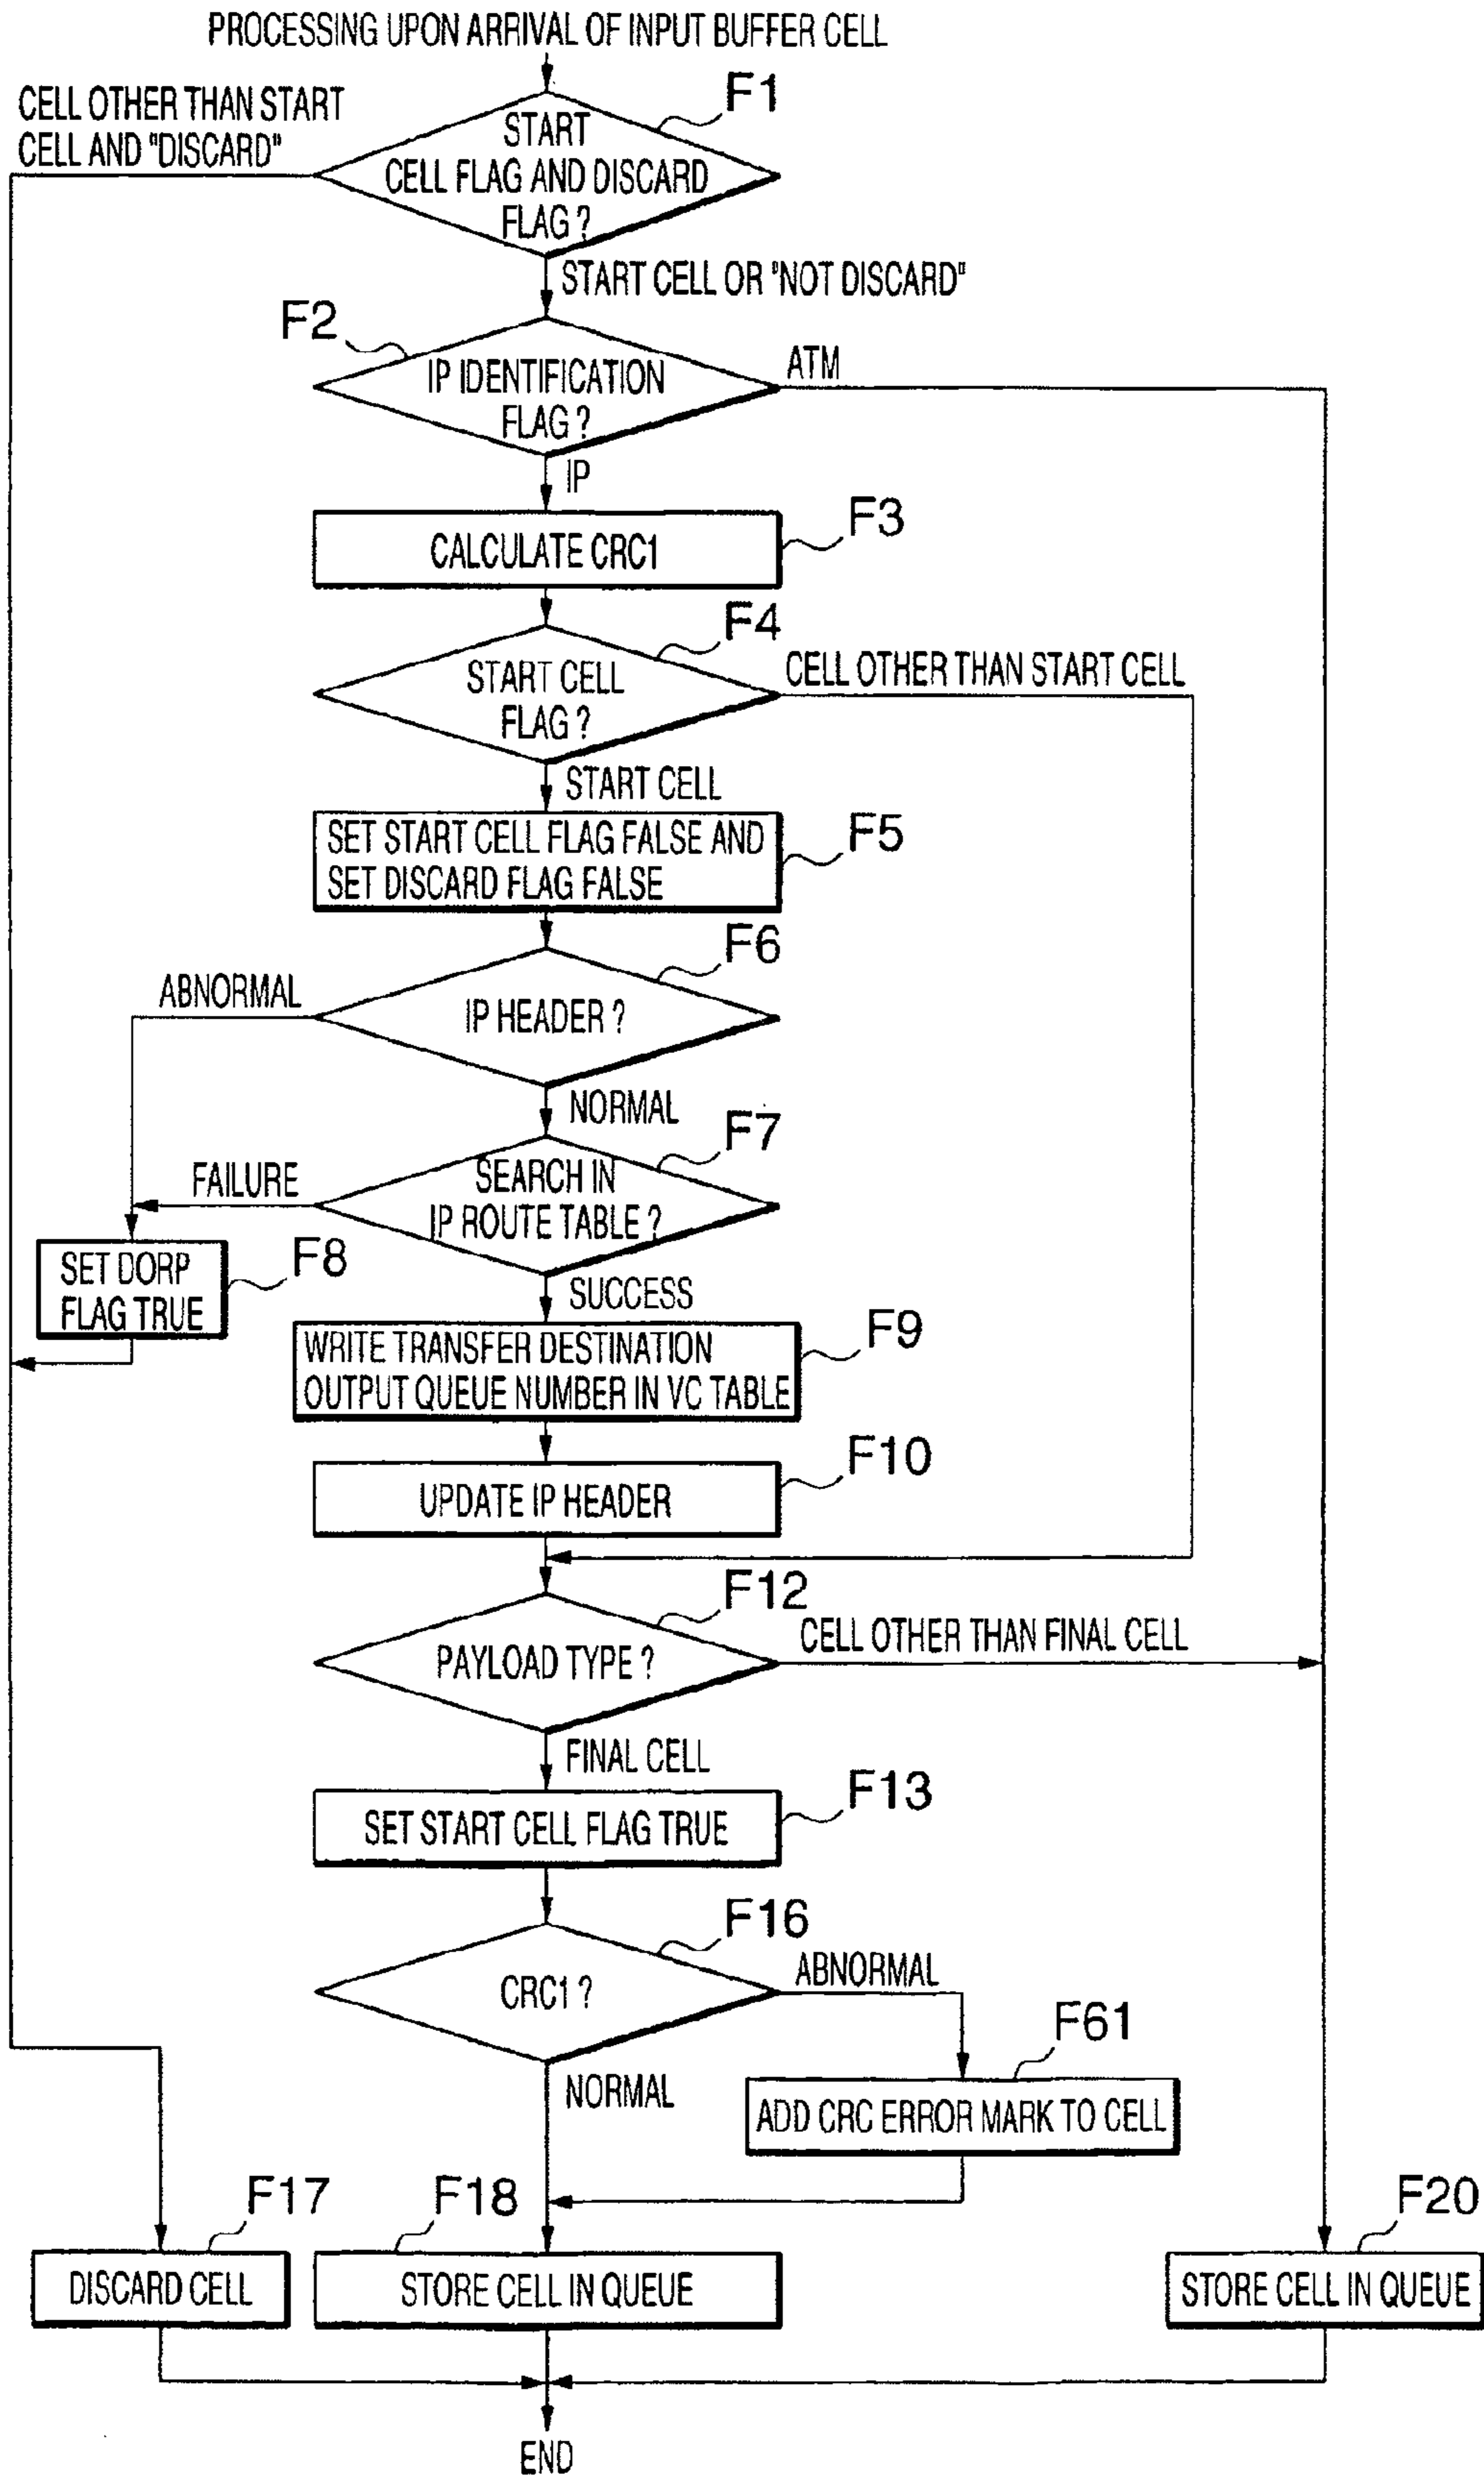 PROCESSING UPON ARRIVAL OF INPUT BUFFER CELL
CELL OTHER THAN START
CELL AND "DISCARD"
F1
START
CELL FLAG AND DISCARD
FLAG ?
START CELL OR "NOT DISCARD"
F2
IP IDENTIFICATION
FLAG ?
ATM
IP
F3
CALCULATE CRC1
F4
START CELL
FLAG ?
CELL OTHER THAN START CELL
START CELL
SET START CELL FLAG FALSE AND
SET DISCARD FLAG FALSE
F5
F6
ABNORMAL
IP HEADER ?
NORMAL
F7
FAILURE
SEARCH IN
IP ROUTE TABLE ?
SET DORP
FLAG TRUE
F8
SUCCESS
WRITE TRANSFER DESTINATION
OUTPUT QUEUE NUMBER IN VC TABLE
F9
F10
UPDATE IP HEADER
F12
PAYLOAD TYPE ?
CELL OTHER THAN FINAL CELL
FINAL CELL
F13
SET START CELL FLAG TRUE
F16
CRC1 ?
ABNORMAL
F61
NORMAL
ADD CRC ERROR MARK TO CELL
F17
F18
F20
DISCARD CELL
STORE CELL IN QUEUE
STORE CELL IN QUEUE
END